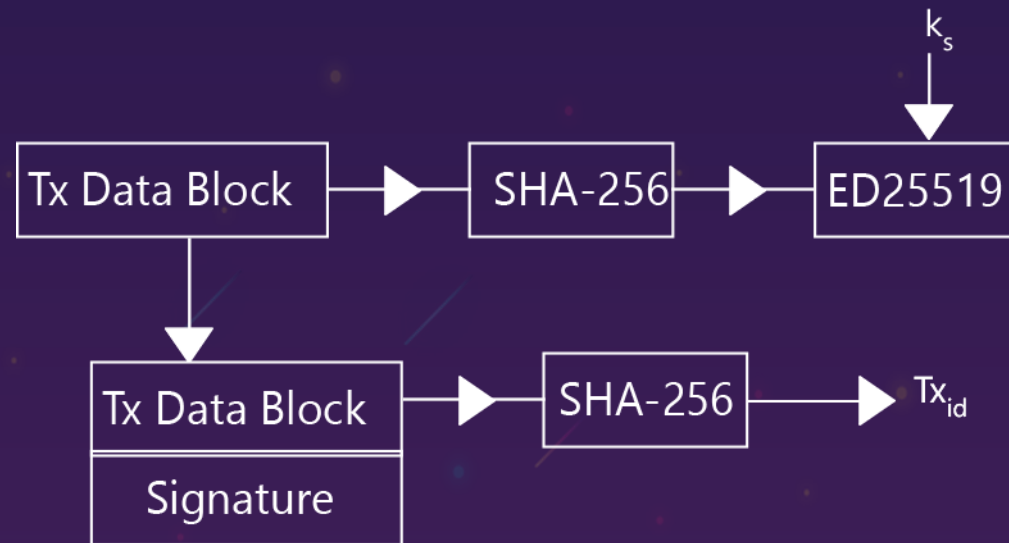 k_s
Tx Data Block
SHA-256
ED25519
Tx Data Block
SHA-256
Tx_id
Signature